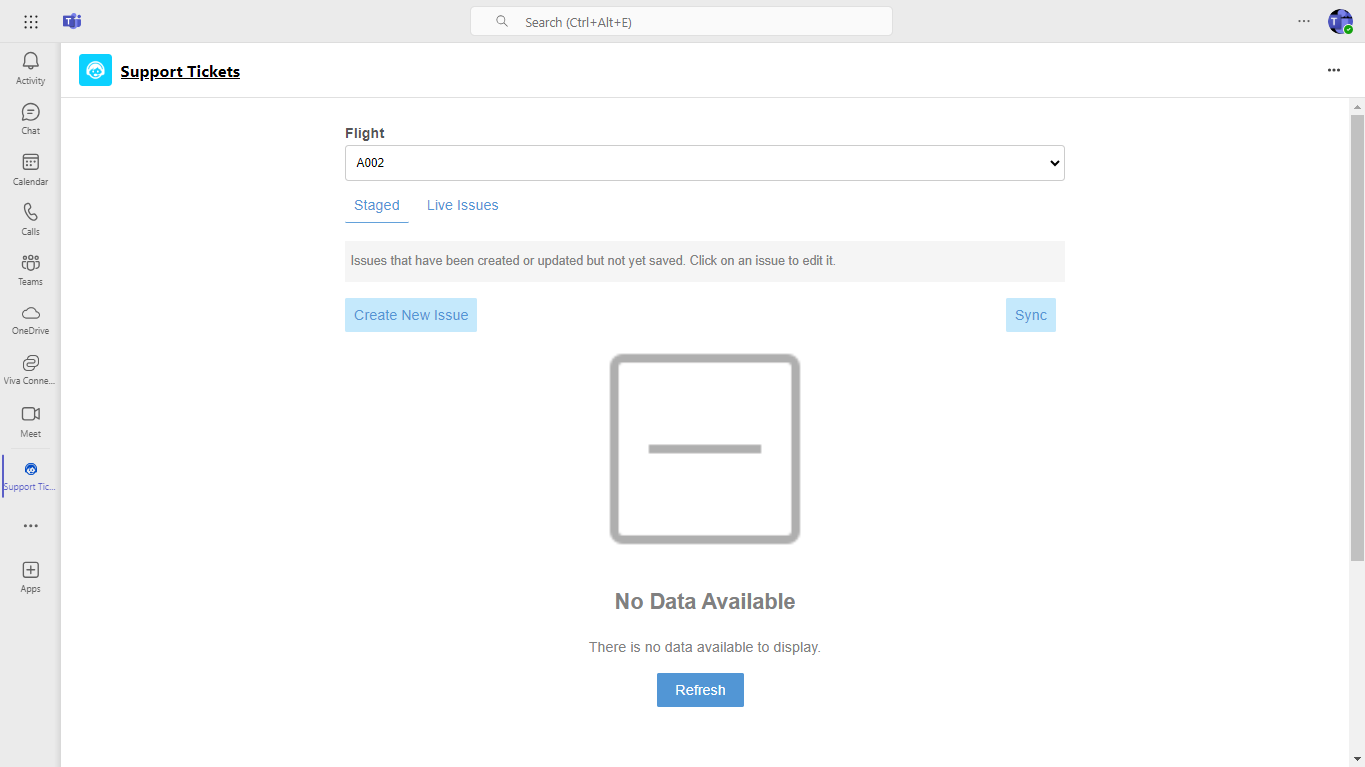 Search (Ctrl+Alt+E)
Activity
Chat
Calendar
Calls
Teams
OneDrive
Viva Conne...
Meet
Support Tic...
Apps
Support Tickets
Flight
A002
Staged
Live Issues
Issues that have been created or updated but not yet saved. Click on an issue to edit it.
Create New Issue
Sync
No Data Available
There is no data available to display.
Refresh